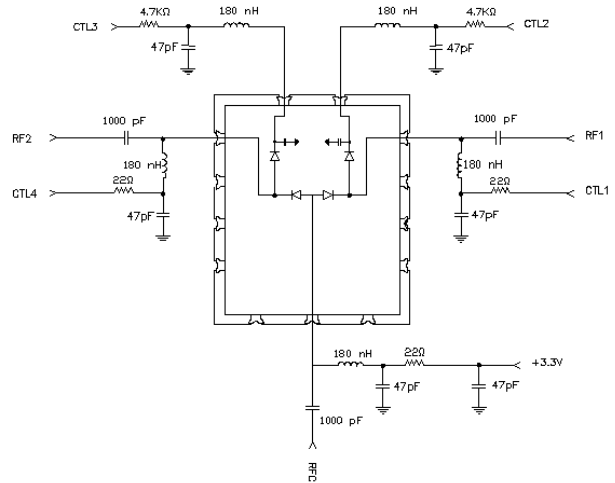 CTL3
4.7KΩ
180 nH
47pF
180 nH
4.7KΩ
CTL2
47pF
1000 pF
RF2
180 nH
22Ω
CTL4
47pF
1000 pF
RF1
180 nH
22Ω
CTL1
47pF
180 nH
22Ω
+3.3V
47pF
47pF
1000 pF
RFC